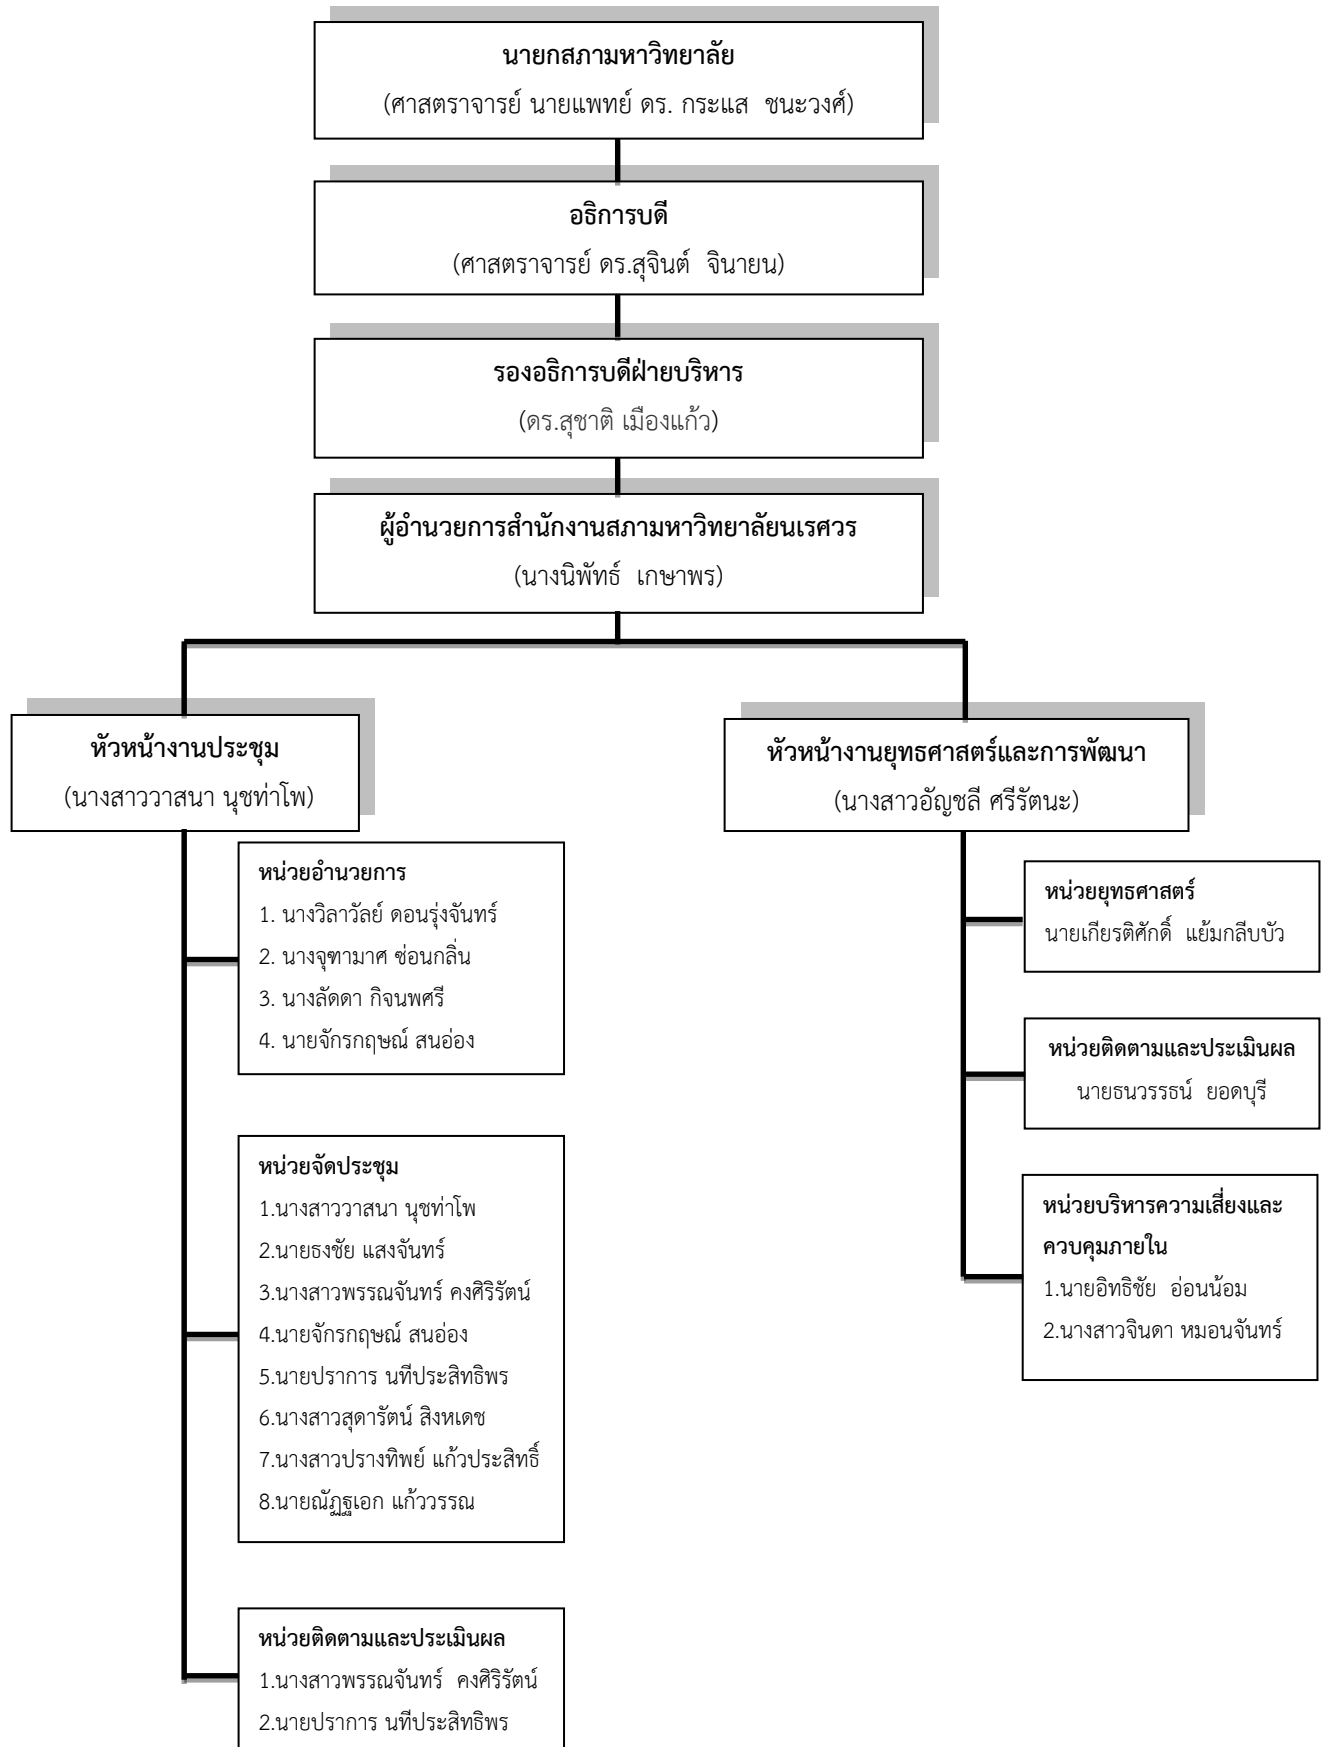 นายกสภามหาวิทยาลัย
(ศาสตราจารย์ นายแพทย์ ดร. กระแส  ชนะวงศ์)
อธิการบดี
(ศาสตราจารย์ ดร.สุจินต์  จินายน)
รองอธิการบดีฝ่ายบริหาร
(ดร.สุชาติ เมืองแก้ว)
ผู้อำนวยการสำนักงานสภามหาวิทยาลัยนเรศวร
(นางนิพัทธ์  เกษาพร)
หัวหน้างานประชุม
(นางสาววาสนา นุชท่าโพ)
หน่วยอำนวยการ
1. นางวิลาวัลย์ ดอนรุ่งจันทร์
2. นางจุฑามาศ ซ่อนกลิ่น
3. นางลัดดา กิจนพศรี
4. นายจักรกฤษณ์ สนอ่อง
หน่วยจัดประชุม
1.นางสาววาสนา นุชท่าโพ
2.นายธงชัย แสงจันทร์
3.นางสาวพรรณจันทร์ คงศิริรัตน์
4.นายจักรกฤษณ์ สนอ่อง
5.นายปราการ นทีประสิทธิพร
6.นางสาวสุดารัตน์ สิงหเดช
7.นางสาวปรางทิพย์ แก้วประสิทธิ์
8.นายณัฏฐเอก แก้ววรรณ
หน่วยติดตามและประเมินผล
1.นางสาวพรรณจันทร์  คงศิริรัตน์
2.นายปราการ นทีประสิทธิพร
หัวหน้างานยุทธศาสตร์และการพัฒนา
(นางสาวอัญชลี ศรีรัตนะ)
หน่วยยุทธศาสตร์
นายเกียรติศักดิ์  แย้มกลีบบัว
หน่วยติดตามและประเมินผล
นายธนวรรธน์  ยอดบุรี
หน่วยบริหารความเสี่ยงและ
ควบคุมภายใน
1.นายอิทธิชัย  อ่อนน้อม
2.นางสาวจินดา หมอนจันทร์